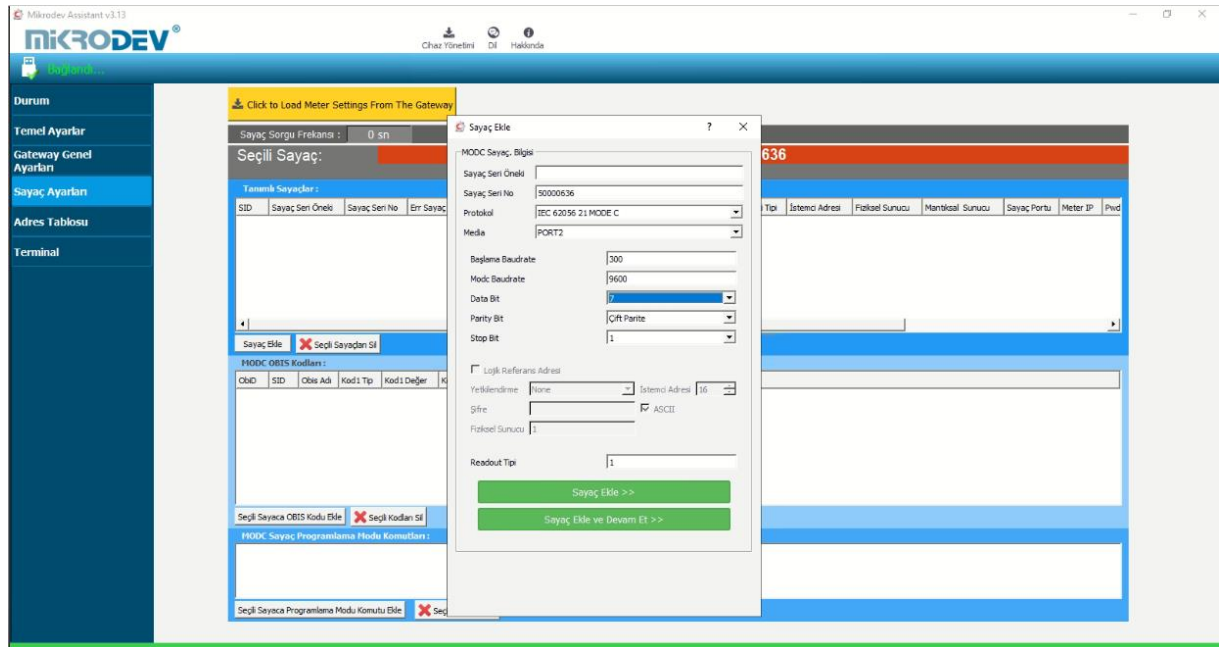 Mikrodev Assistant v3.13
MIKRODEV®
Cihaz Yönetimi Dil Hakkında
Bağlandı...
Durum
Temel Ayarlar
Gateway Genel
Ayarları
Sayaç Ayarları
Adres Tablosu
Terminal
Click to Load Meter Settings From The Gateway
Sayaç Sorgu Frekansı : 0 sn
Seçili Sayaç: 636
Tanımlı Sayaçlar :
SID Sayaç Seri Öneki Sayaç Seri No Err Sayaç Tipi İstemci Adresi Fiziksel Sunucu Mantıksal Sunucu Sayaç Portu Meter IP Pwd
Sayaç Ekle Seçili Sayaçları Sil
MODC OBIS Kodları :
ObiD SID Obis Adı Kod1 Tip Kod1 Değer K
Seçili Sayaca OBIS Kodu Ekle Seçili Kodları Sil
MODC Sayaç Programlama Modu Komutları :
Seçili Sayaca Programlama Modu Komutu Ekle Seç
Sayaç Ekle ?
MODC Sayaç. Bilgisi
Sayaç Seri Öneki
Sayaç Seri No 50000636
Protokol IEC 62056 21 MODE C
Media PORT2
Başlama Baudrate 300
Modc Baudrate 9600
Data Bit 7
Parity Bit Çift Parite
Stop Bit 1
Lojik Referans Adresi
Yetkilendirme None İstemci Adresi 16
Şifre ASCII
Fiziksel Sunucu 1
Readout Tipi 1
Sayaç Ekle >>
Sayaç Ekle ve Devam Et >>